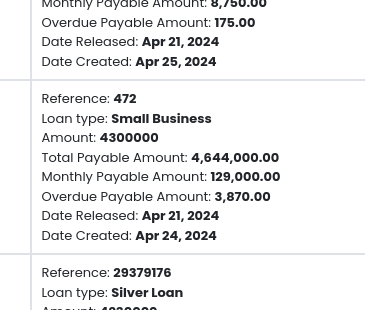 Monthly Payable Amount: 8,750.00
Overdue Payable Amount: 175.00
Date Released: Apr 21, 2024
Date Created: Apr 25, 2024
Reference: 472
Loan type: Small Business
Amount: 4300000
Total Payable Amount: 4,644,000.00
Monthly Payable Amount: 129,000.00
Overdue Payable Amount: 3,870.00
Date Released: Apr 21, 2024
Date Created: Apr 24, 2024
Reference: 29379176
Loan type: Silver Loan